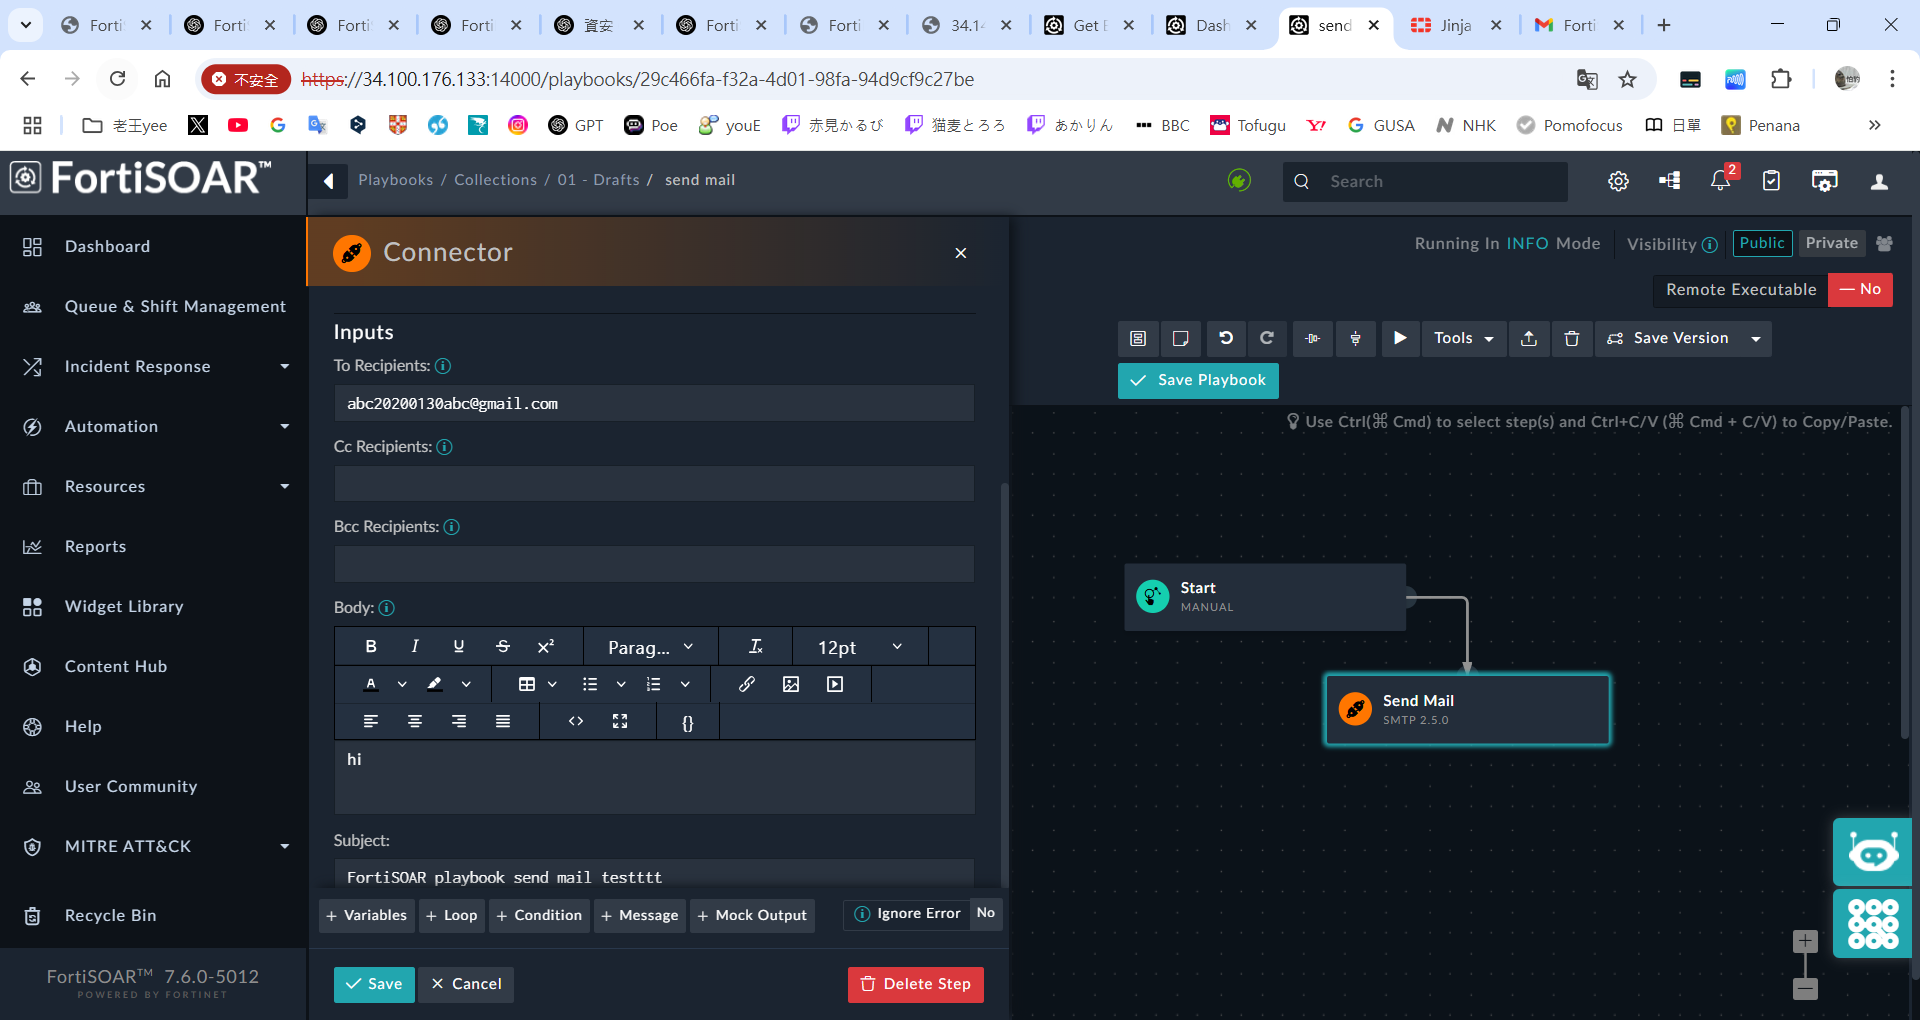 Forti
Forti
Forti
Forti
資安
Forti
Forti
34.14
Get E
Dash
send
Jinja
Forti
不安全
https://34.100.176.133:14000/playbooks/29c466fa-f32a-4d01-98fa-94d9cf9c27be
老王yee
GPT
Poe
youE
赤見かるび
猫麦とろろ
あかりん
BBC
Tofugu
GUSA
NHK
Pomofocus
日單
Penana
FortiSOAR™
Playbooks / Collections / 01 - Drafts / send mail
Search
2
Dashboard
Queue & Shift Management
Incident Response
Automation
Resources
Reports
Widget Library
Content Hub
Help
User Community
MITRE ATT&CK
Recycle Bin
FortiSOAR™ 7.6.0-5012
POWERED BY FORTINET
Connector
Inputs
To Recipients:
abc20200130abc@gmail.com
Cc Recipients:
Bcc Recipients:
Body:
B I U S X²
Parag...
12pt
hi
Subject:
FortiSOAR playbook send mail testttt
+ Variables
+ Loop
+ Condition
+ Message
+ Mock Output
Ignore Error No
Save
Cancel
Delete Step
Running In INFO Mode
Visibility
Public
Private
Remote Executable
No
Tools
Save Version
Save Playbook
Use Ctrl(⌘ Cmd) to select step(s) and Ctrl+C/V (⌘ Cmd + C/V) to Copy/Paste.
Start
MANUAL
Send Mail
SMTP 2.5.0